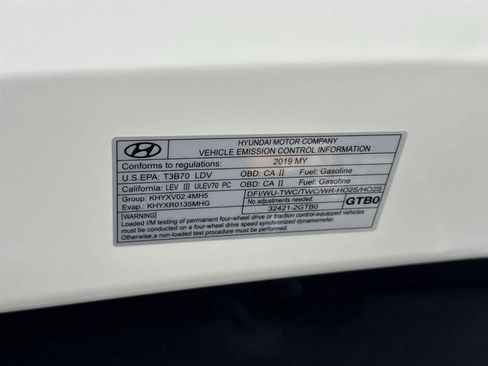 HYUNDAI MOTOR COMPANY
VEHICLE EMISSION CONTROL INFORMATION
Conforms to regulations: 2019 MY
U.S.EPA: T3B70 LDV OBD: CA II Fuel: Gasoline
California: LEV III ULEV70 PC OBD: CA II Fuel: Gasoline
Group: KHYXV02.4MH5 DFI/WU-TWC/TWC/WR-HO2S/HO2S
Evap.: KHYXR0135MHG No adjustments needed. GTB0
32421-2GTB0
[WARNING]
Loaded I/M testing of permanent four-wheel drive or traction control-equipped vehicles
must be conducted on a four-wheel drive speed synchronized dynamometer.
Otherwise,a non-loaded test procedure must be used.